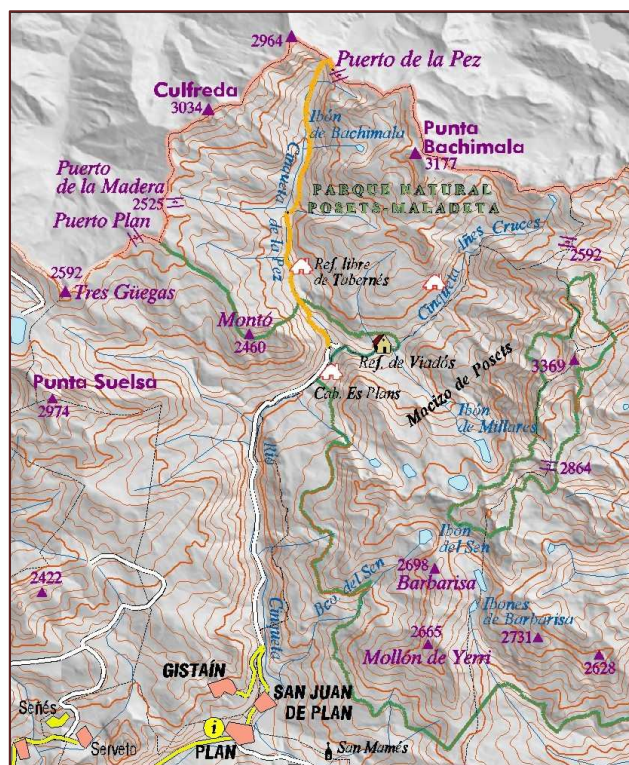 2964
Puerto de la Pez
Culfreda
3034
Cinqueta
de la Pez
Ibón
de Bachimala
Punta
Bachimala
3177
Puerto
de la Madera
2525
Puerto Plan
PARQUE NATURAL
POSETS-MALADETA
2592
Tres Güegas
Ref. libre
de Tabernés
Cinqueta
Añes Cruces
2592
Montó
2460
Ref. de Viadós
3369
Punta Suelsa
2974
Cab. Es Plans
Macizo de Posets
Ibón
de Millares
2864
Río
Cinqueta
Ibón
del Sen
2698
Barbarisa
Bco. del Sen
2422
Ibones
de Barbarisa
2665
Mollón de Yerri
2731
2628
GISTAÍN
SAN JUAN
DE PLAN
Señés
Serveto
i
PLAN
San Mamés